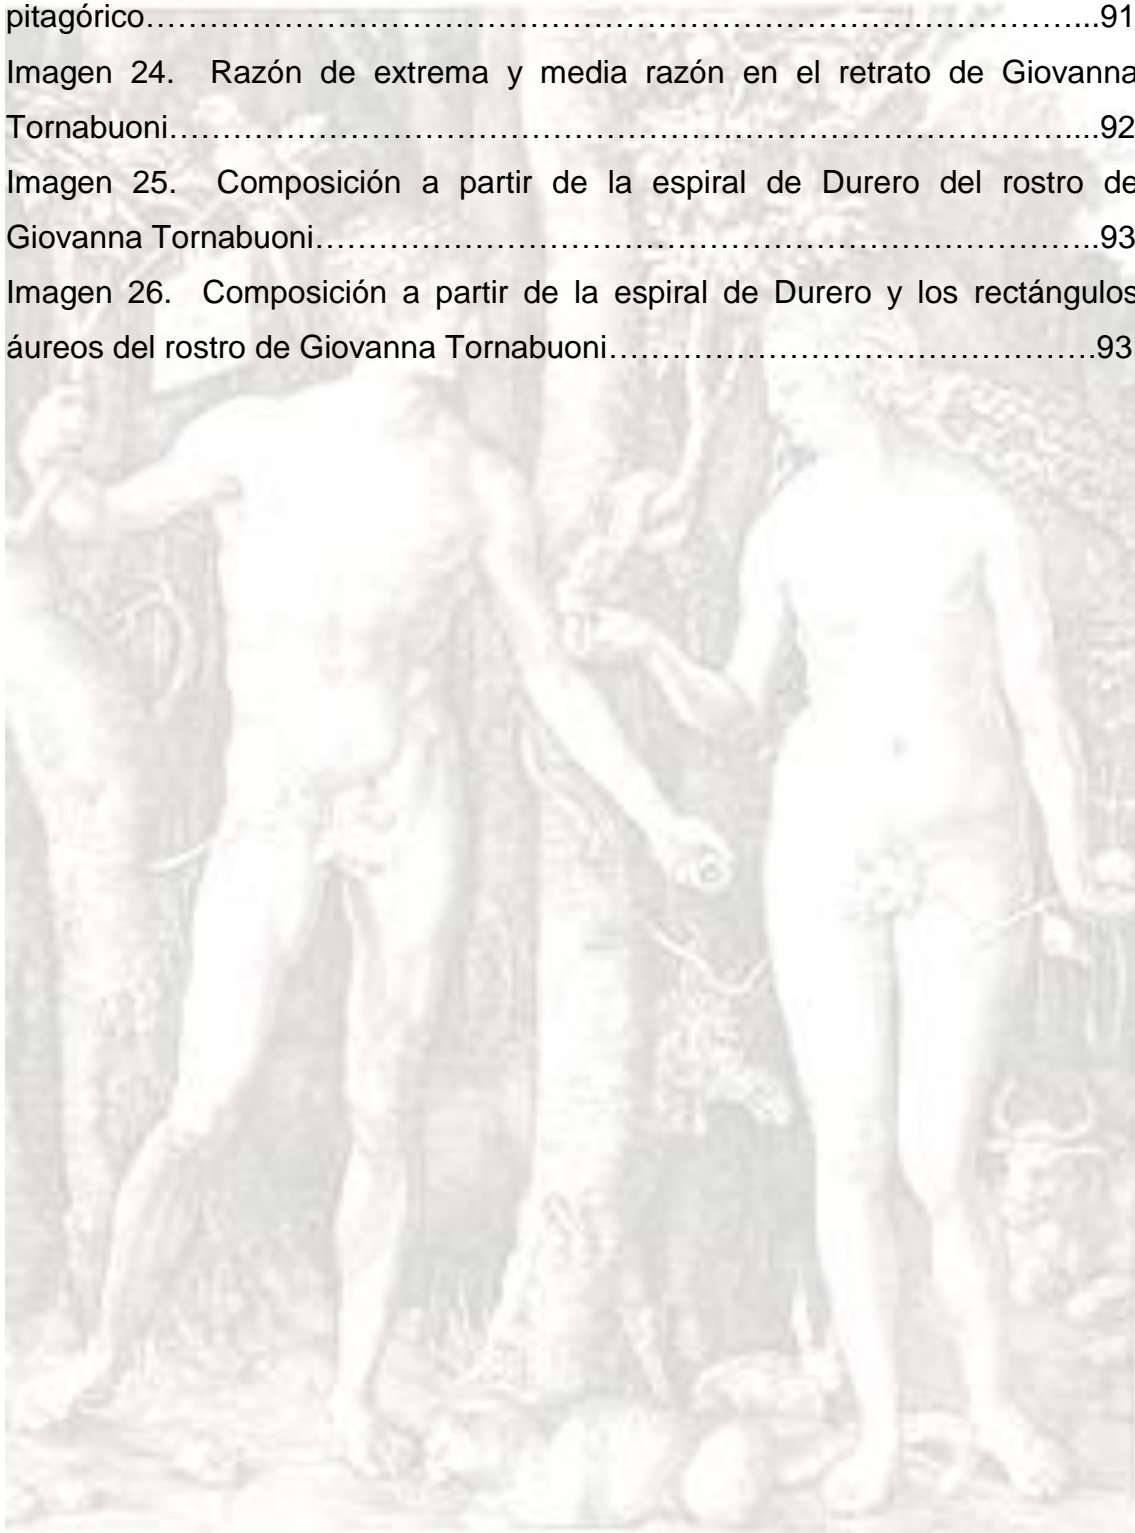 pitagórico……………………………………………………………………………...91
Imagen 24. Razón de extrema y media razón en el retrato de Giovanna
Tornabuoni…………………………………………………………………………....92
Imagen 25. Composición a partir de la espiral de Durero del rostro de
Giovanna Tornabuoni…………………………………………………………..93
Imagen 26. Composición a partir de la espiral de Durero y los rectángulos
áureos del rostro de Giovanna Tornabuoni……………………………………….93